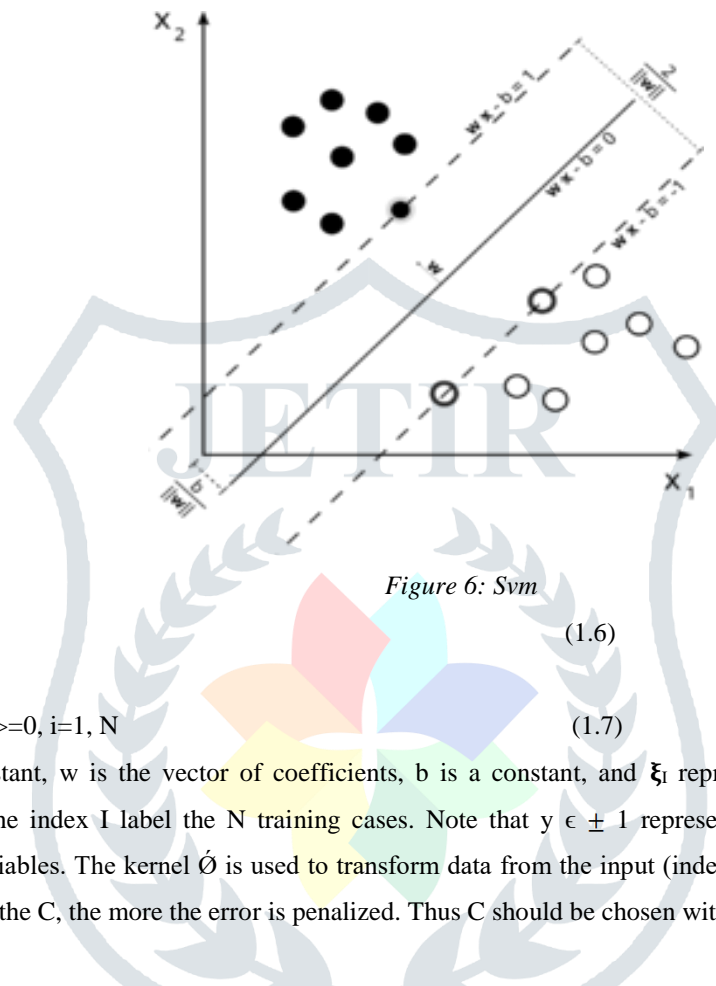 X2
w x - b = 1
2
||w||
w x - b = 0
w x - b = -1
w
JETIR
X1
b
||w||
Figure 6: Svm
(1.6)
>=0, i=1, N (1.7)
stant, w is the vector of coefficients, b is a constant, and ξI repr
he index I label the N training cases. Note that y ϵ ± 1 represe
iables. The kernel Ǿ is used to transform data from the input (inde
the C, the more the error is penalized. Thus C should be chosen wit